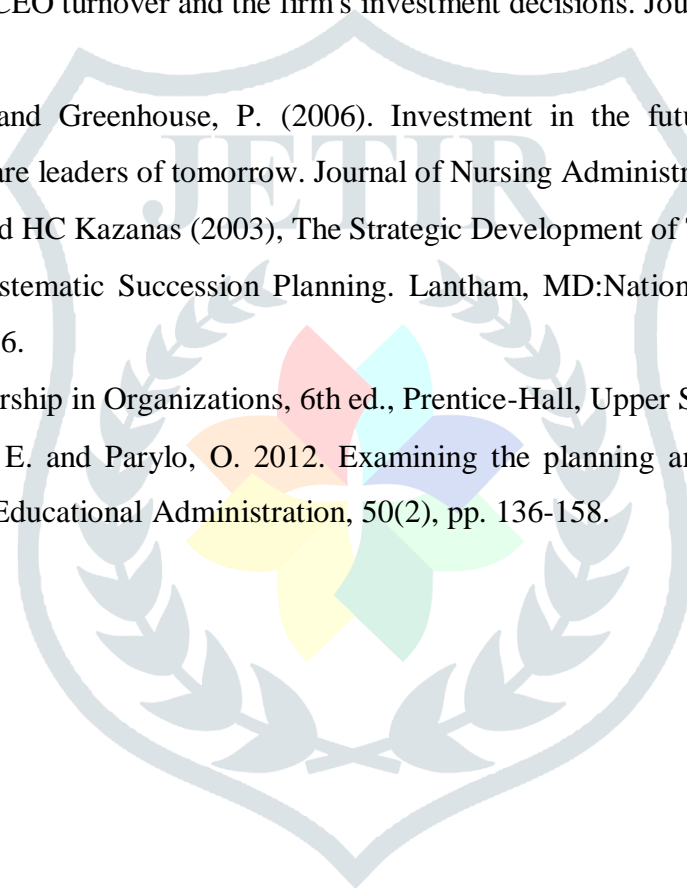 CEO turnover and the firm's investment decisions. Jou
and Greenhouse, P. (2006). Investment in the futu
are leaders of tomorrow. Journal of Nursing Administr
d HC Kazanas (2003), The Strategic Development of
stematic Succession Planning. Lantham, MD:Nation
6.
rship in Organizations, 6th ed., Prentice-Hall, Upper S
E. and Parylo, O. 2012. Examining the planning a
Educational Administration, 50(2), pp. 136-158.
JETIR